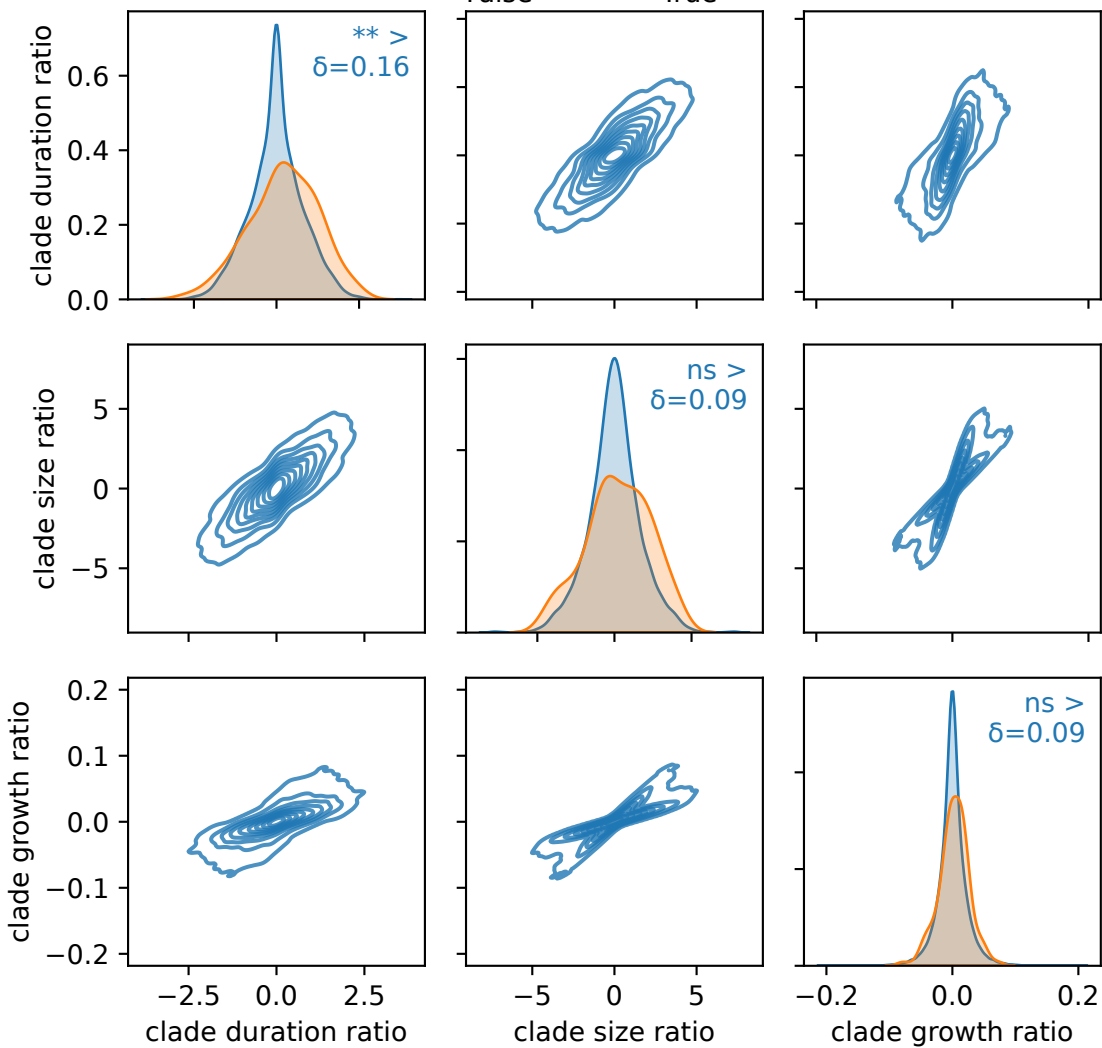 False True
clade duration ratio
0.6
0.4
0.2
0.0
** >
δ=0.16
clade size ratio
5
0
−5
ns >
δ=0.09
clade growth ratio
0.2
0.1
0.0
−0.1
−0.2
ns >
δ=0.09
−2.5 0.0 2.5
−5 0 5
−0.2 0.0 0.2
clade duration ratio
clade size ratio
clade growth ratio